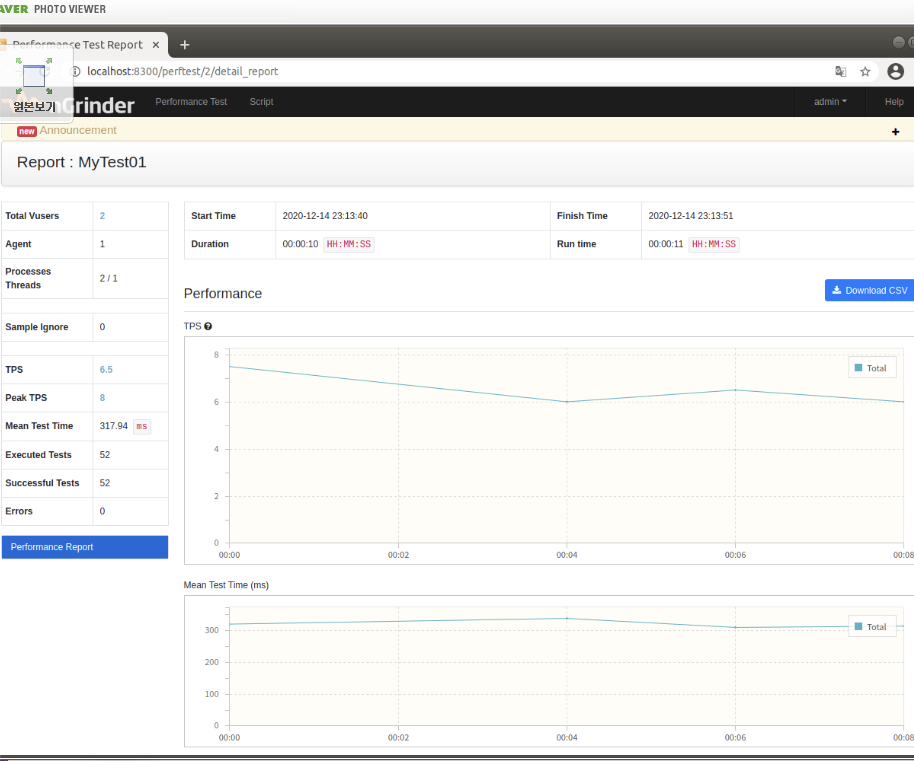 AVER PHOTO VIEWER
Performance Test Report × +
localhost:8300/perftest/2/detail_report
원본보기
nGrinder Performance Test Script admin Help
new Announcement +
Report : MyTest01
Total Vusers 2
Agent 1
Processes
Threads 2 / 1
Sample Ignore 0
TPS 6.5
Peak TPS 8
Mean Test Time 317.94 ms
Executed Tests 52
Successful Tests 52
Errors 0
Performance Report
Start Time 2020-12-14 23:13:40 Finish Time 2020-12-14 23:13:51
Duration 00:00:10 HH:MM:SS Run time 00:00:11 HH:MM:SS
Performance Download CSV
TPS
Total
8
6
4
2
0
00:00 00:02 00:04 00:06 00:08
Mean Test Time (ms)
Total
300
200
100
0
00:00 00:02 00:04 00:06 00:08